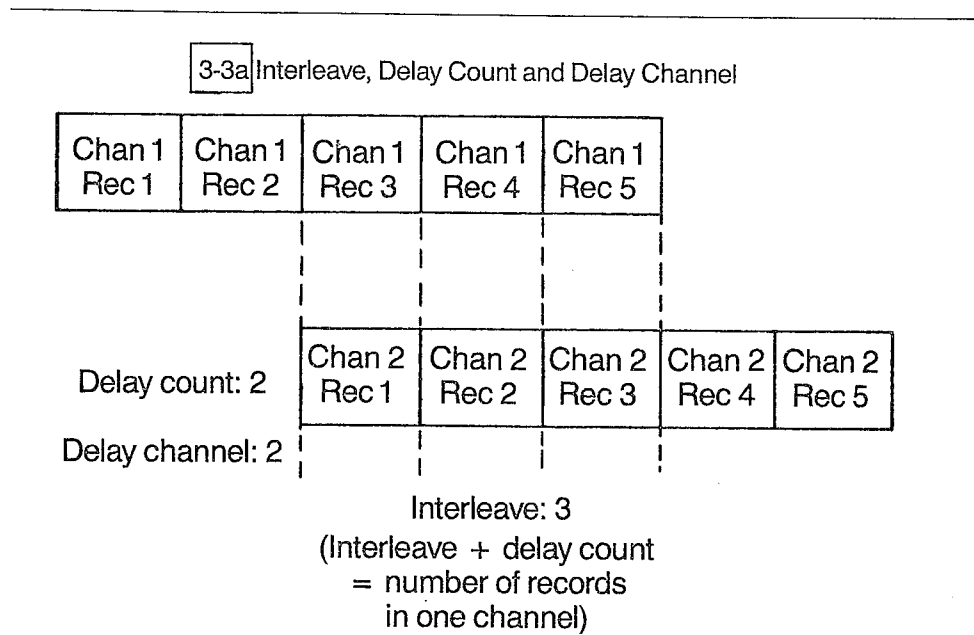 3-3a Interleave, Delay Count and Delay Channel
Chan 1 Chan 1 Chan 1 Chan 1 Chan 1
Rec 1 Rec 2 Rec 3 Rec 4 Rec 5
Chan 2 Chan 2 Chan 2 Chan 2 Chan 2
Delay count: 2 Rec 1 Rec 2 Rec 3 Rec 4 Rec 5
Delay channel: 2
Interleave: 3
(Interleave + delay count
= number of records
in one channel)